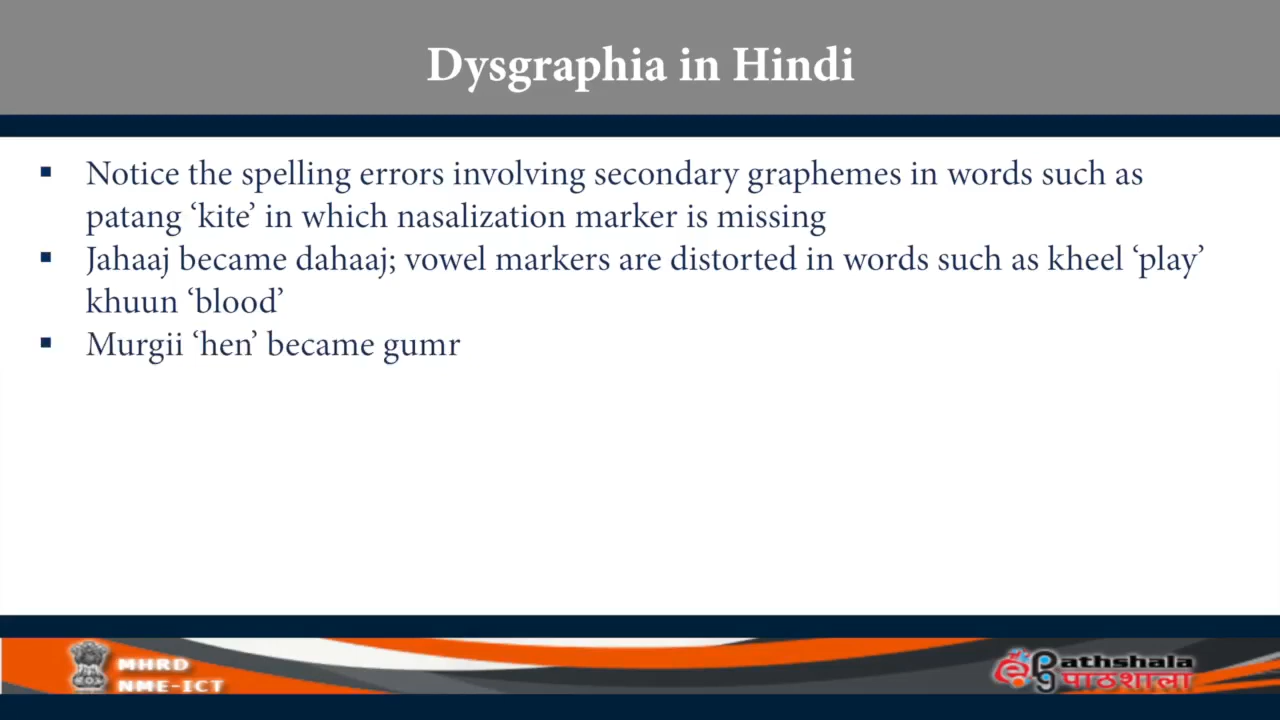 Dysgraphia in Hindi
▪ Notice the spelling errors involving secondary graphemes in words such as
patang ‘kite’ in which nasalization marker is missing
▪ Jahaaj became dahaaj; vowel markers are distorted in words such as kheel ‘play’
khuun ‘blood’
▪ Murgii ‘hen’ became gumr
MHRD
NME-ICT
ePathshala
पाठशाला